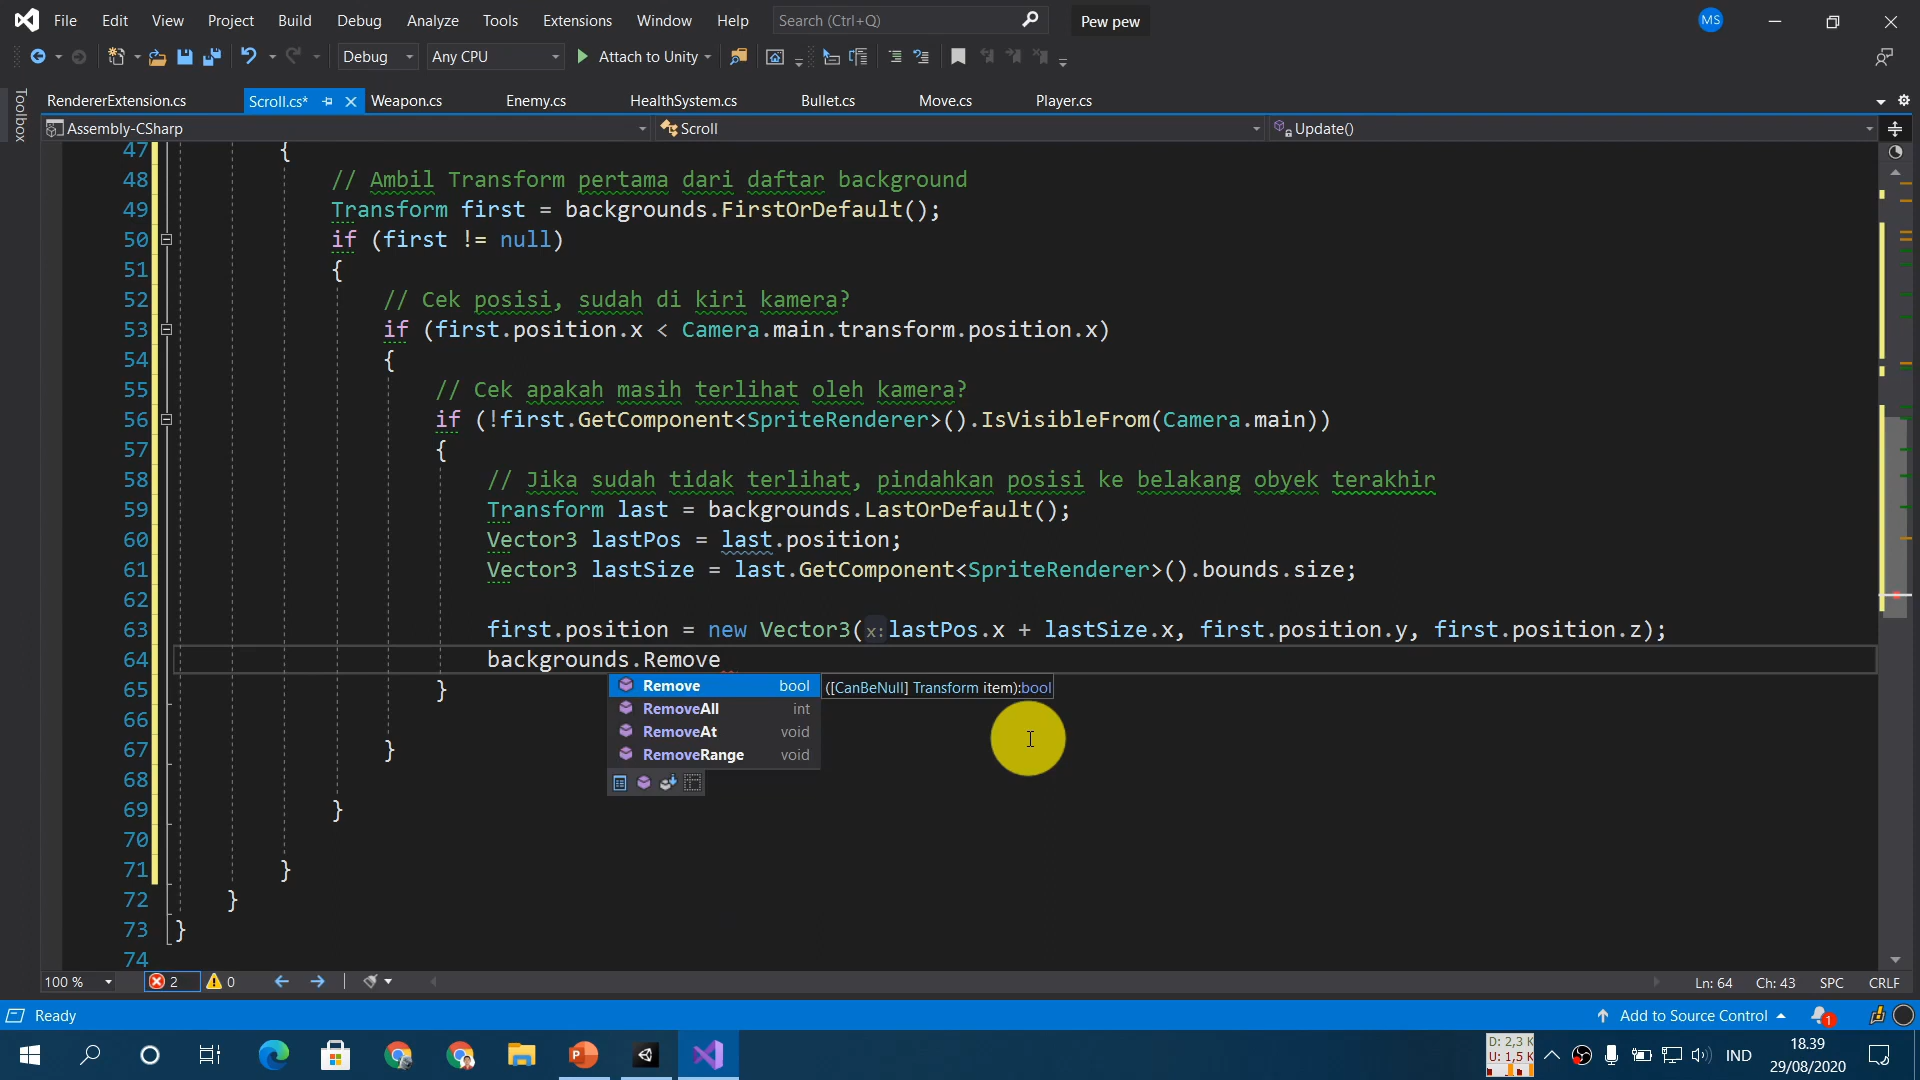 File Edit View Project Build Debug Analyze Tools Extensions Window Help Search (Ctrl+Q) Pew pew MS
Debug Any CPU Attach to Unity
Toolbox
RendererExtension.cs Scroll.cs* Weapon.cs Enemy.cs HealthSystem.cs Bullet.cs Move.cs Player.cs
Assembly-CSharp Scroll Update()
47 {
48 // Ambil Transform pertama dari daftar background
49 Transform first = backgrounds.FirstOrDefault();
50 if (first != null)
51 {
52 // Cek posisi, sudah di kiri kamera?
53 if (first.position.x < Camera.main.transform.position.x)
54 {
55 // Cek apakah masih terlihat oleh kamera?
56 if (!first.GetComponent<SpriteRenderer>().IsVisibleFrom(Camera.main))
57 {
58 // Jika sudah tidak terlihat, pindahkan posisi ke belakang obyek terakhir
59 Transform last = backgrounds.LastOrDefault();
60 Vector3 lastPos = last.position;
61 Vector3 lastSize = last.GetComponent<SpriteRenderer>().bounds.size;
62
63 first.position = new Vector3(x:lastPos.x + lastSize.x, first.position.y, first.position.z);
64 backgrounds.Remove
Remove bool ([CanBeNull] Transform item):bool
65 }
RemoveAll int
66
RemoveAt void
67 }
RemoveRange void
68
69 }
70
71 }
72 }
73 }
74
100 % 2 0 Ln: 64 Ch: 43 SPC CRLF
Ready Add to Source Control 1
D: 2,3 K
U: 1,5 K
IND
18.39
29/08/2020